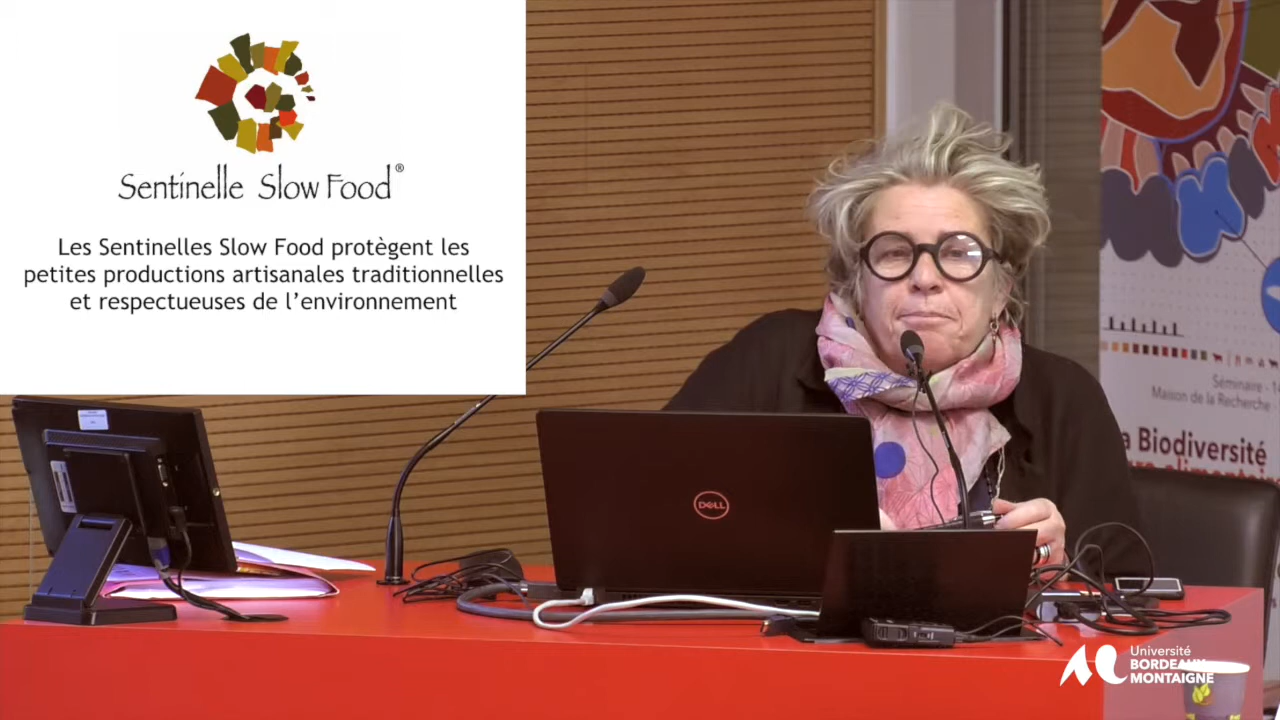 Sentinelle Slow Food®
Les Sentinelles Slow Food protègent les
petites productions artisanales traditionnelles
et respectueuses de l'environnement
DELL
Séminaire - 1
Maison de la Recherche
a Biodiversité
Université
BORDEAUX
MONTAIGNE